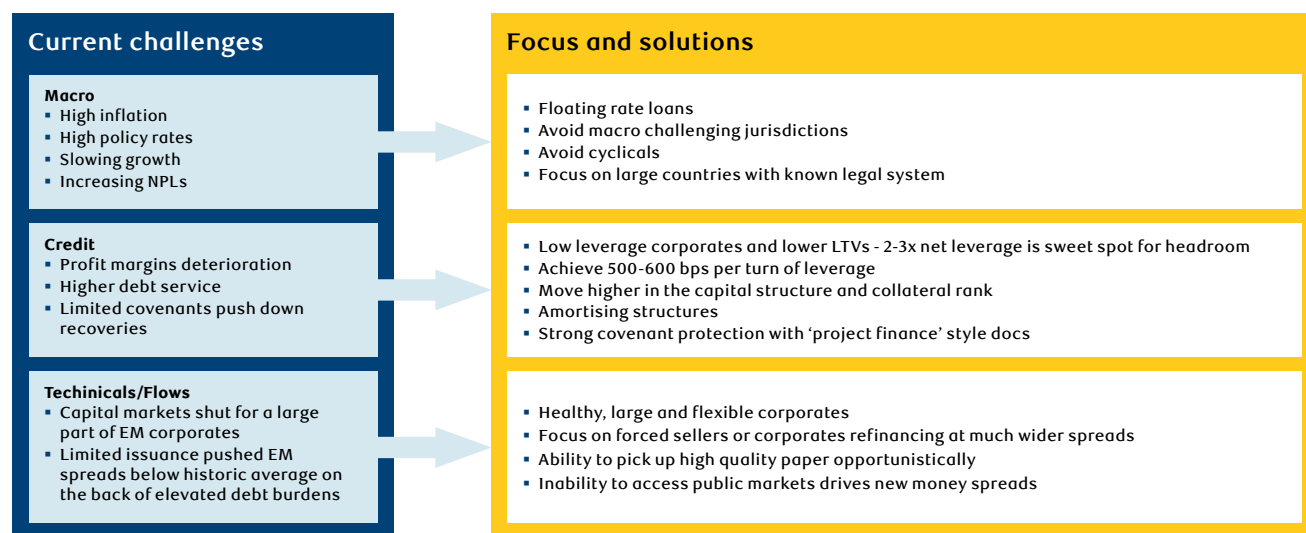 Current challenges
Macro
▪ High inflation
▪ High policy rates
▪ Slowing growth
▪ Increasing NPLs
Credit
▪ Profit margins deterioration
▪ Higher debt service
▪ Limited covenants push down
recoveries
Techinicals/Flows
▪ Capital markets shut for a large
part of EM corporates
▪ Limited issuance pushed EM
spreads below historic average on
the back of elevated debt burdens
Focus and solutions
▪ Floating rate loans
▪ Avoid macro challenging jurisdictions
▪ Avoid cyclicals
▪ Focus on large countries with known legal system
▪ Low leverage corporates and lower LTVs - 2-3x net leverage is sweet spot for headroom
▪ Achieve 500-600 bps per turn of leverage
▪ Move higher in the capital structure and collateral rank
▪ Amortising structures
▪ Strong covenant protection with ‘project finance’ style docs
▪ Healthy, large and flexible corporates
▪ Focus on forced sellers or corporates refinancing at much wider spreads
▪ Ability to pick up high quality paper opportunistically
▪ Inability to access public markets drives new money spreads